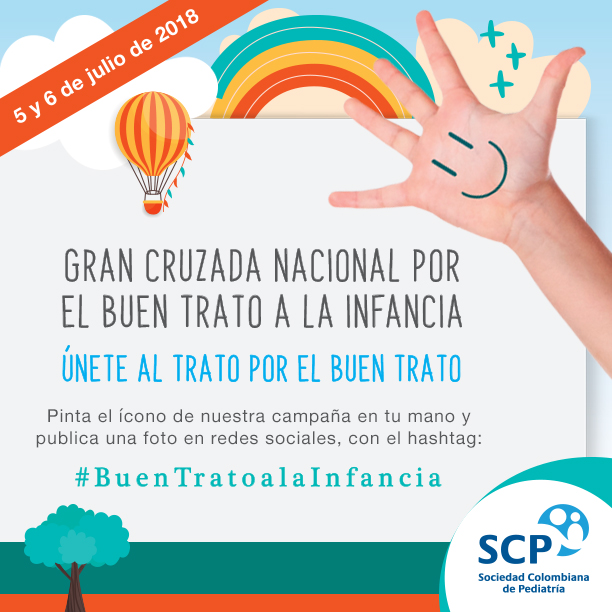 5 y 6 de julio de 2018
GRAN CRUZADA NACIONAL POR
EL BUEN TRATO A LA INFANCIA
ÚNETE AL TRATO POR EL BUEN TRATO
Pinta el ícono de nuestra campaña en tu mano y
publica una foto en redes sociales, con el hashtag:
#BuenTratoalaInfancia
SCP
Sociedad Colombiana
de Pediatría